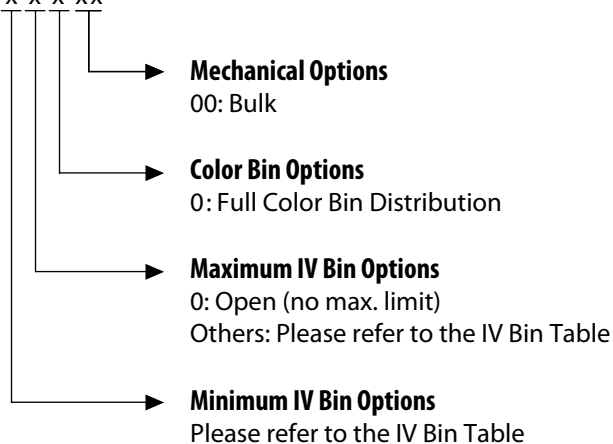 x x x xx
Mechanical Options
00: Bulk
Color Bin Options
0: Full Color Bin Distribution
Maximum IV Bin Options
0: Open (no max. limit)
Others: Please refer to the IV Bin Table
Minimum IV Bin Options
Please refer to the IV Bin Table